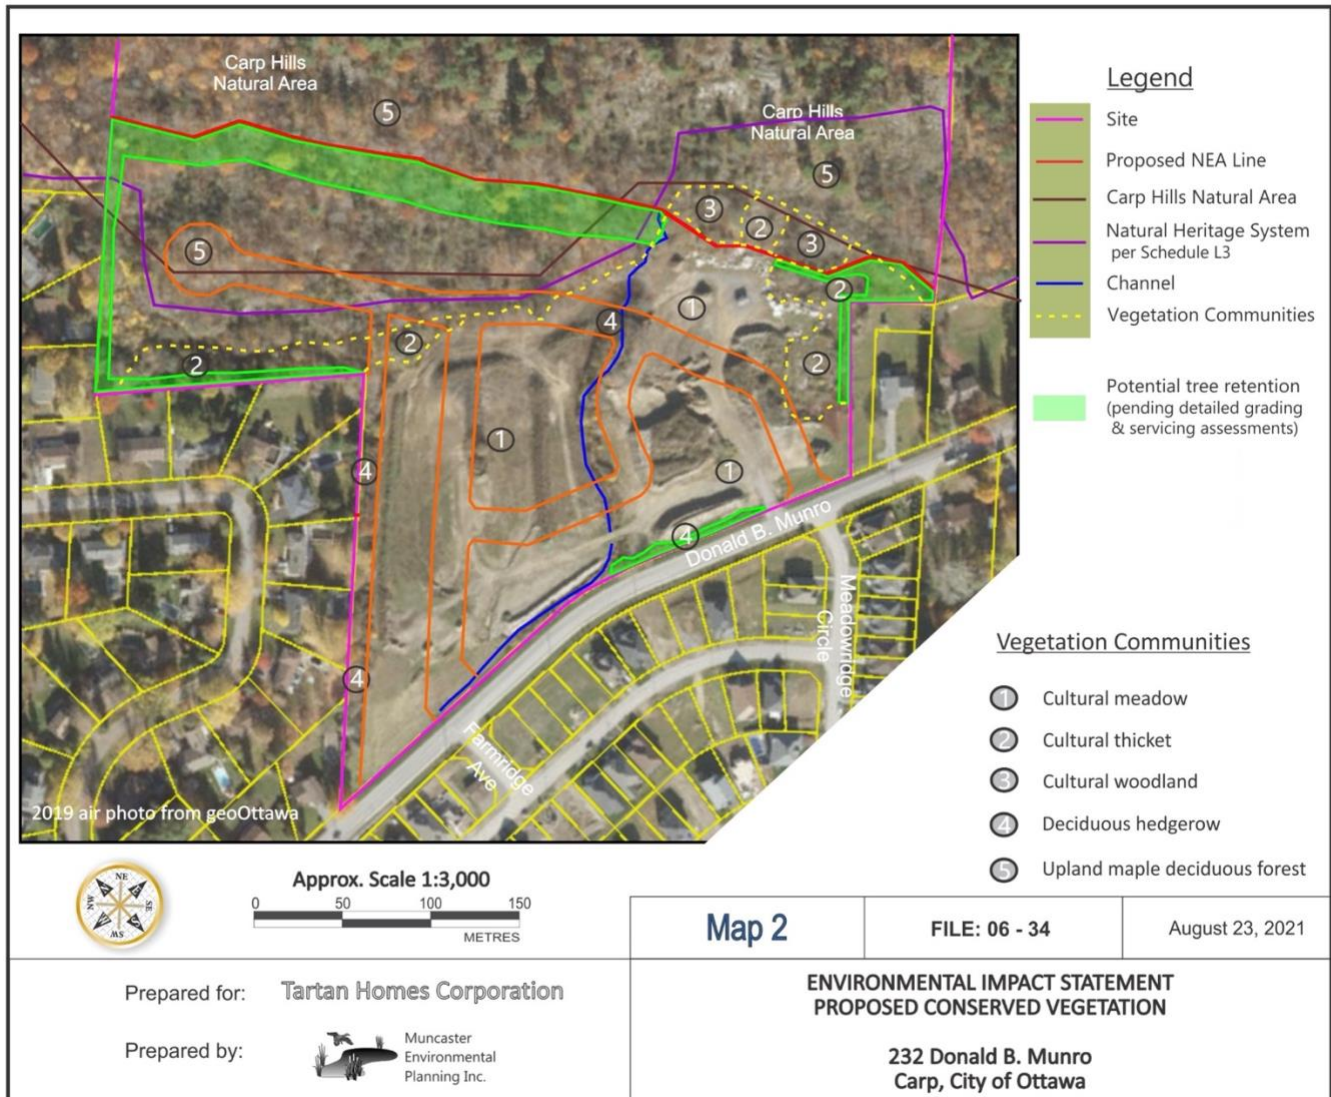 Carp Hills
Natural Area
5
Carp Hills
Natural Area
5
3
2
3
5
2
1
4
2
2
2
1
4
1
4
Donald B. Munro
Meadowridge
Circle
4
Farmridge
Ave
2019 air photo from geoOttawa
Legend
Site
Proposed NEA Line
Carp Hills Natural Area
Natural Heritage System
per Schedule L3
Channel
Vegetation Communities
Potential tree retention
(pending detailed grading
& servicing assessments)
Vegetation Communities
1 Cultural meadow
2 Cultural thicket
3 Cultural woodland
4 Deciduous hedgerow
5 Upland maple deciduous forest
N
NE
E
SE
S
SW
W
NW
Approx. Scale 1:3,000
0 50 100 150
METRES
Map 2
FILE: 06 - 34
August 23, 2021
Prepared for: Tartan Homes Corporation
Prepared by:
Muncaster
Environmental
Planning Inc.
ENVIRONMENTAL IMPACT STATEMENT
PROPOSED CONSERVED VEGETATION
232 Donald B. Munro
Carp, City of Ottawa